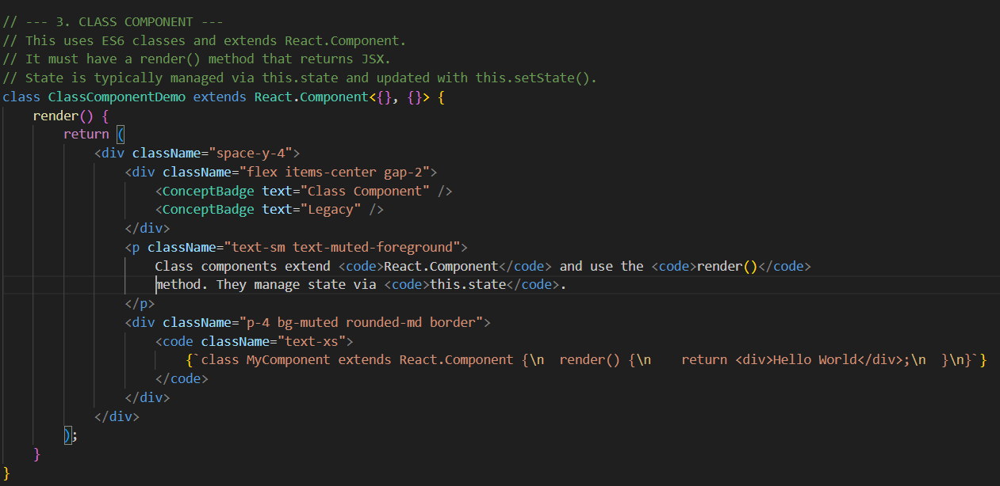 // --- 3. CLASS COMPONENT ---
// This uses ES6 classes and extends React.Component.
// It must have a render() method that returns JSX.
// State is typically managed via this.state and updated with this.setState().
class ClassComponentDemo extends React.Component<{}, {}> {
    render() {
        return (
            <div className="space-y-4">
                <div className="flex items-center gap-2">
                    <ConceptBadge text="Class Component" />
                    <ConceptBadge text="Legacy" />
                </div>
                <p className="text-sm text-muted-foreground">
                    Class components extend <code>React.Component</code> and use the <code>render()</code>
                    method. They manage state via <code>this.state</code>.
                </p>
                <div className="p-4 bg-muted rounded-md border">
                    <code className="text-xs">
                        {`class MyComponent extends React.Component {\n  render() {\n    return <div>Hello World</div>;\n  }\n}`}
                    </code>
                </div>
            </div>
        );
    }
}